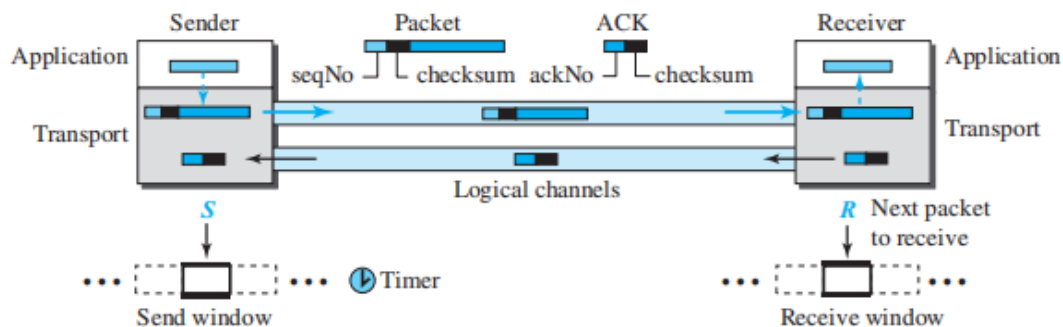 Sender
Packet
ACK
Receiver
Application
seqNo
checksum
ackNo
checksum
Application
Transport
Transport
Logical channels
S
R Next packet
to receive
Timer
Send window
Receive window